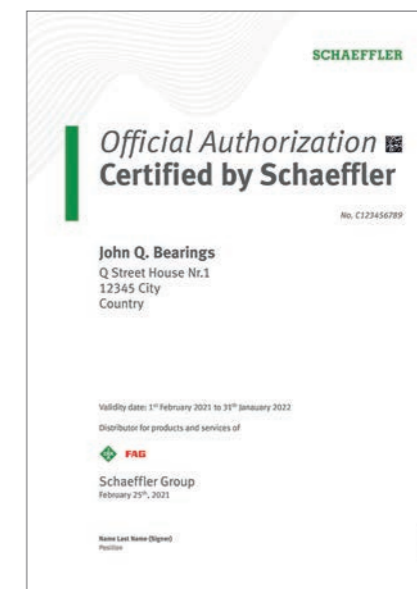 SCHAEFFLER
Official Authorization
Certified by Schaeffler
No. C123456789
John Q. Bearings
Q Street House Nr.1
12345 City
Country
Validity date: 1st February 2021 to 31th Janauary 2022
Distributor for products and services of
FAG
Schaeffler Group
February 25th, 2021
Name Last Name (Signer)
Position